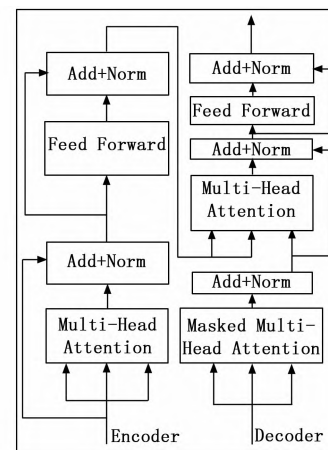 Add+Norm
Feed Forward
Add+Norm
Multi-Head
Attention
Encoder
Add+Norm
Feed Forward
Add+Norm
Multi-Head
Attention
Add+Norm
Masked Multi-
Head Attention
Decoder